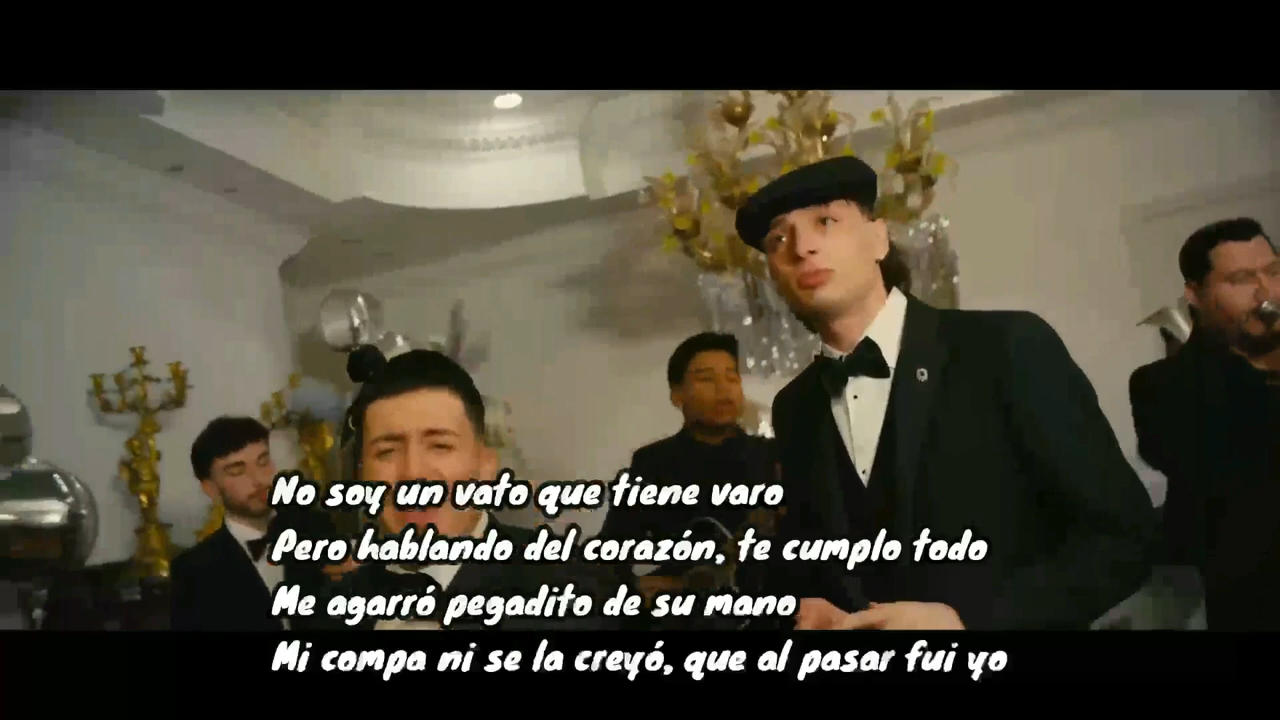 No soy un vato que tiene varo
Pero hablando del corazón, te cumplo todo
Me agarró pegadito de su mano
Mi compa ni se la creyó, que al pasar fui yo